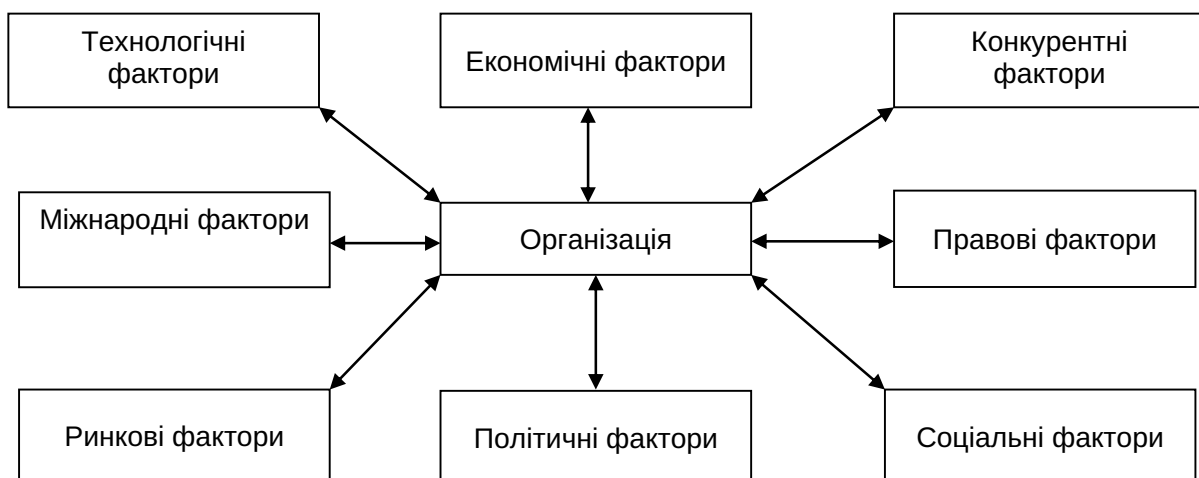 Технологічні
фактори
Економічні фактори
Конкурентні
фактори
Міжнародні фактори
Організація
Правові фактори
Ринкові фактори
Політичні фактори
Соціальні фактори